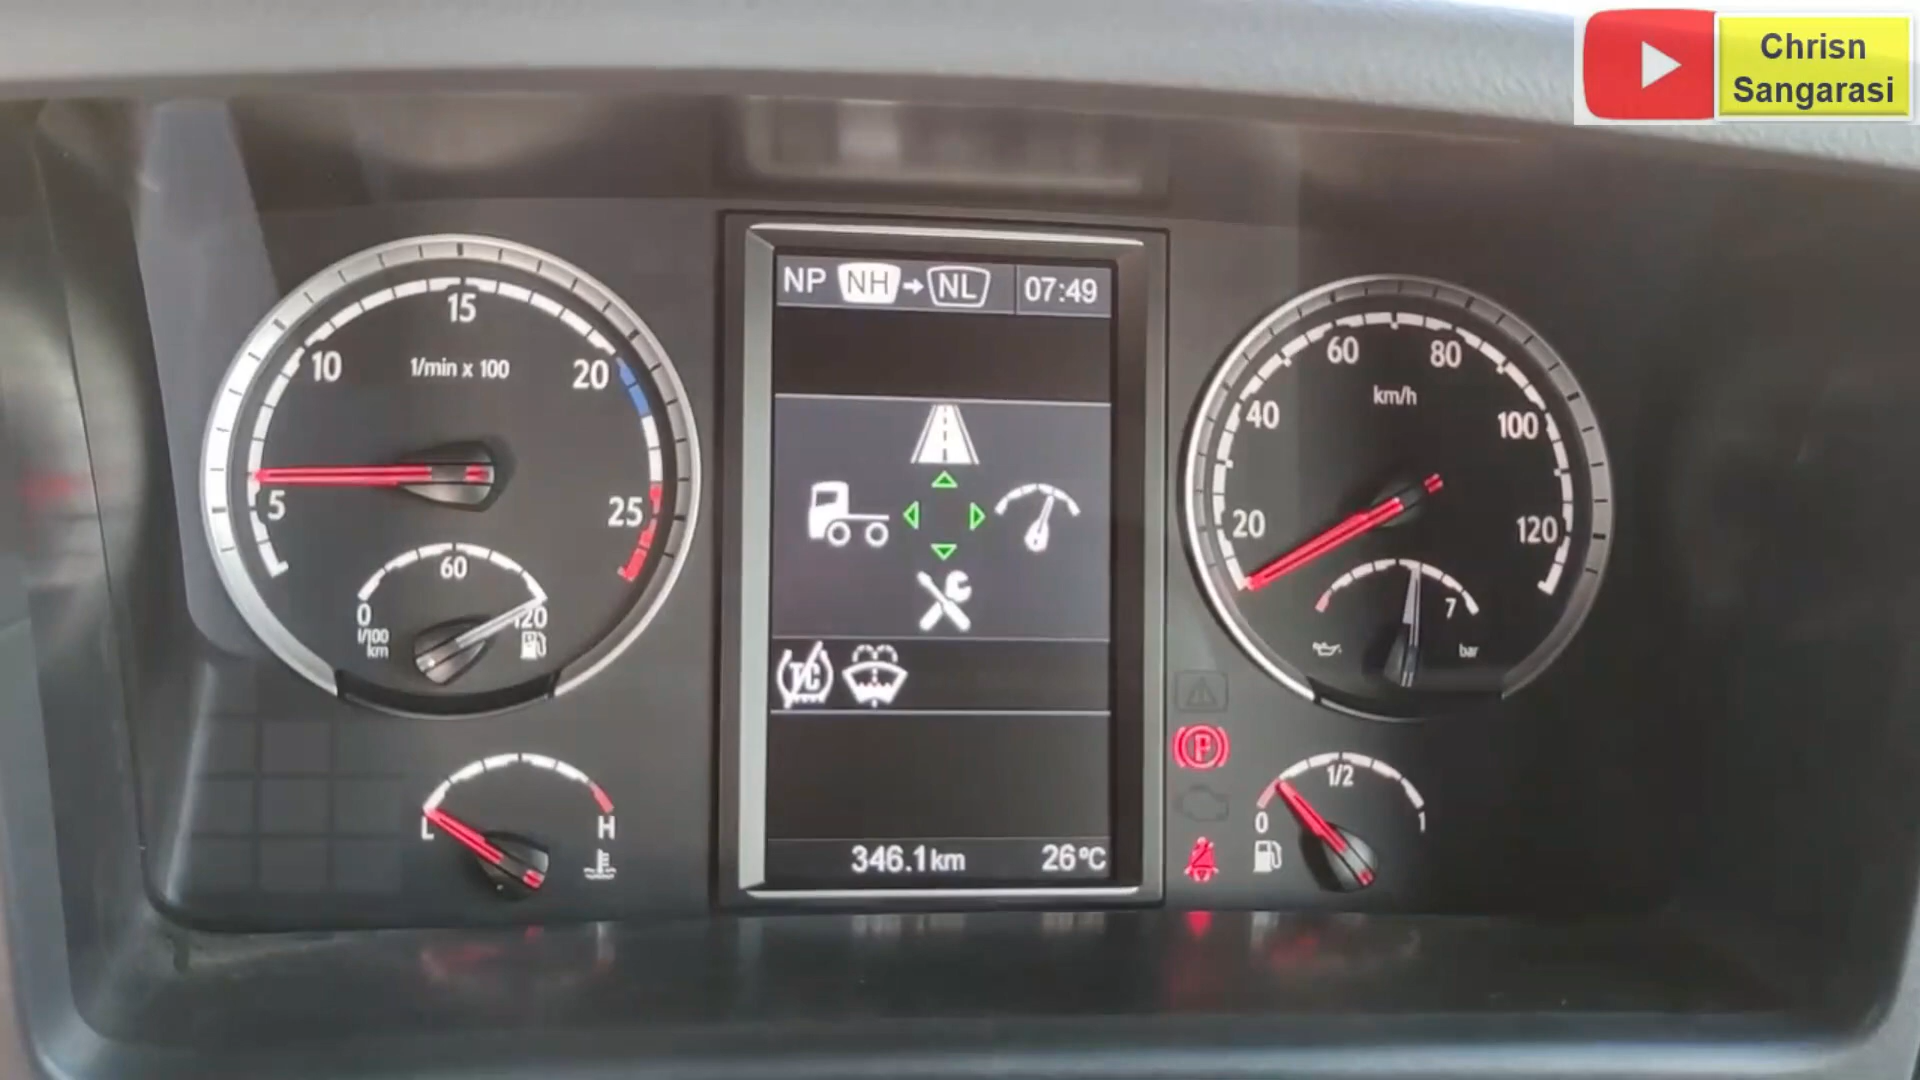 Chrisn
Sangarasi
NP NH NL 07:49
5
10
15
20
25
1/min x 100
0
60
120
l/100
km
20
40
60
80
100
120
km/h
7
bar
TC
L
H
346.1km 26°C
P
0
1/2
1